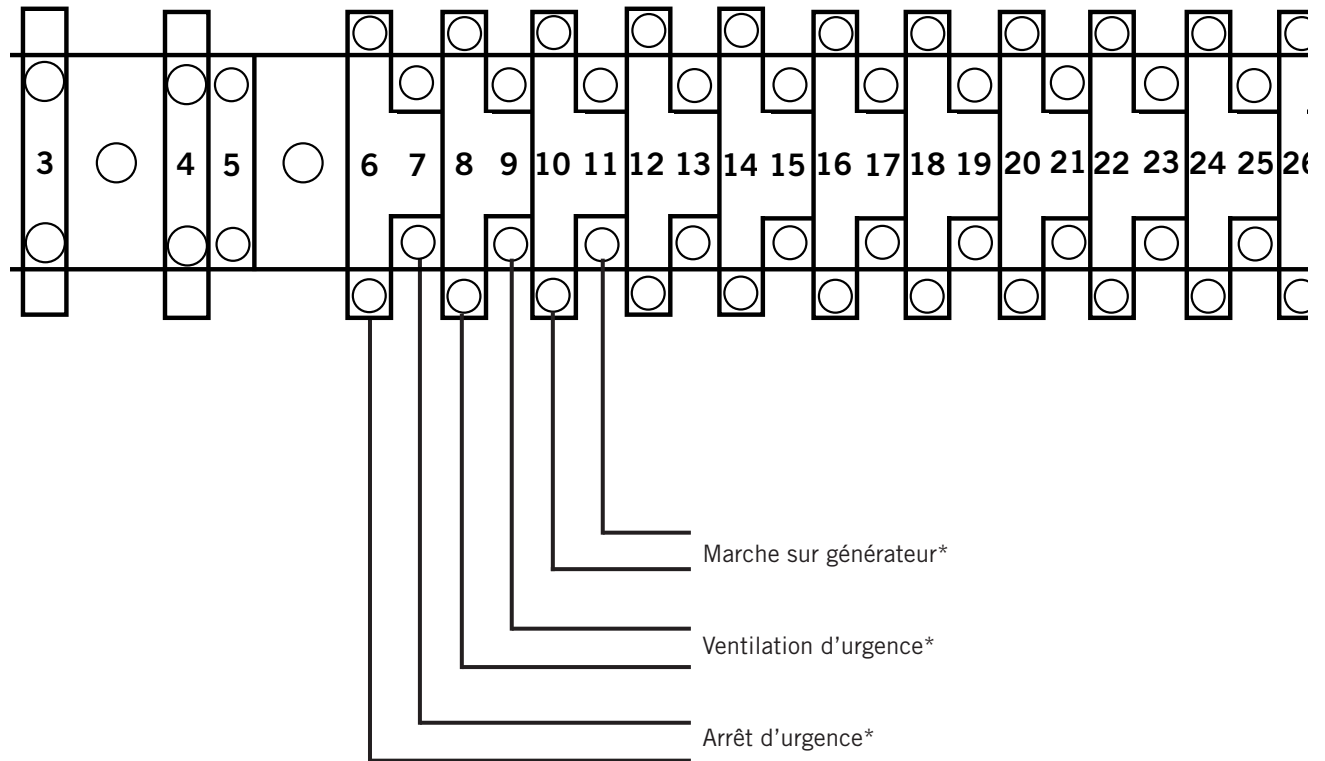 3 4 5 6 7 8 9 10 11 12 13 14 15 16 17 18 19 20 21 22 23 24 25 26
Marche sur générateur*
Ventilation d’urgence*
Arrêt d’urgence*